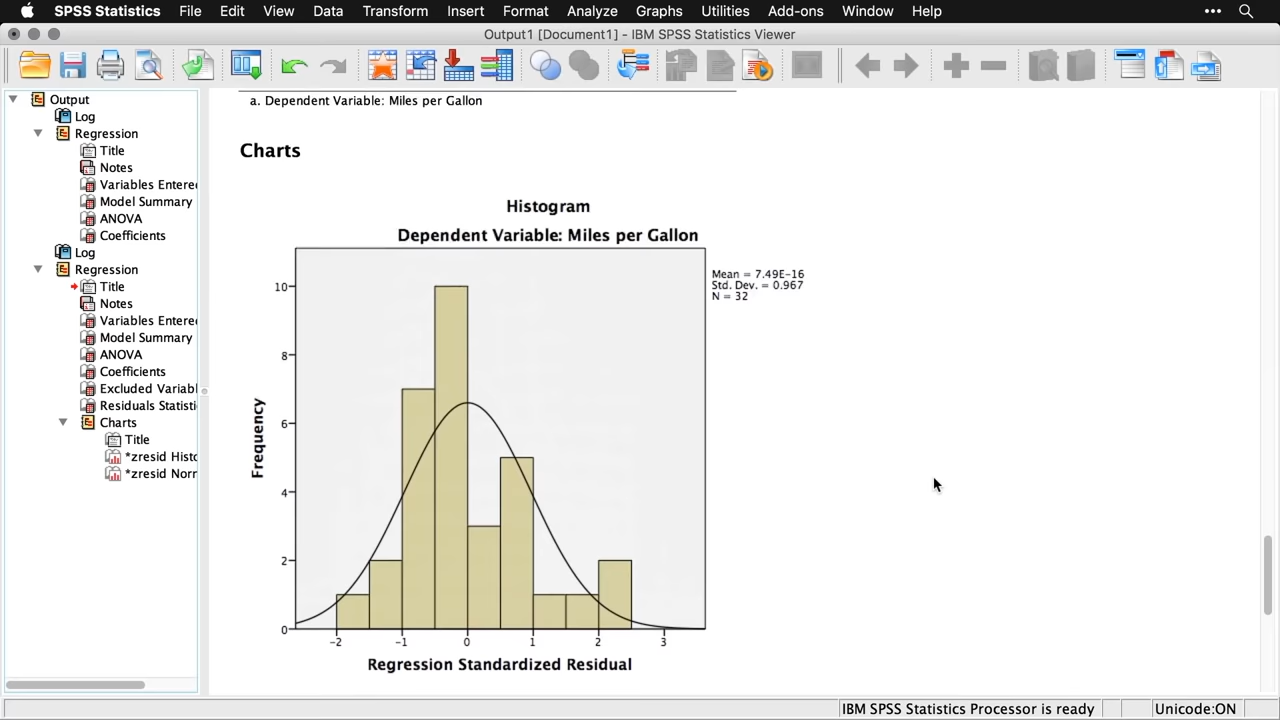 SPSS Statistics File Edit View Data Transform Insert Format Analyze Graphs Utilities Add-ons Window Help
Output1 [Document1] - IBM SPSS Statistics Viewer
Output
Log
Regression
Title
Notes
Variables Entere
Model Summary
ANOVA
Coefficients
Log
Regression
Title
Notes
Variables Entere
Model Summary
ANOVA
Coefficients
Excluded Variabl
Residuals Statisti
Charts
Title
*zresid Histo
*zresid Norr
a. Dependent Variable: Miles per Gallon
Charts
Histogram
Dependent Variable: Miles per Gallon
Mean = 7.49E-16
Std. Dev. = 0.967
N = 32
Frequency
10
8
6
4
2
0
-2 -1 0 1 2 3
Regression Standardized Residual
IBM SPSS Statistics Processor is ready Unicode:ON